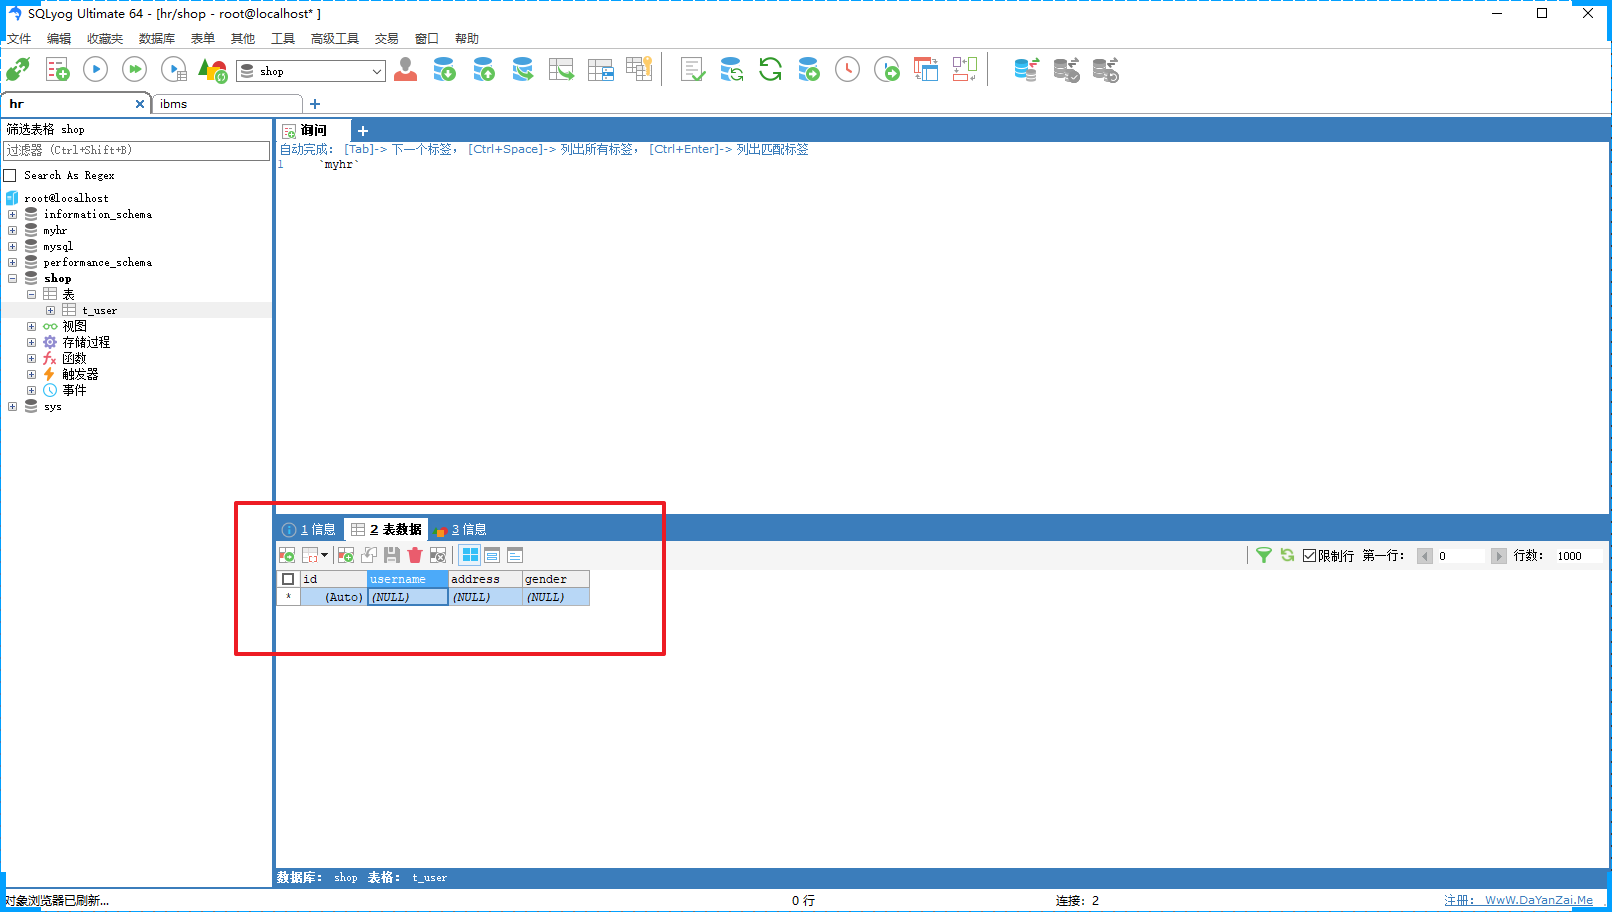 SQLyog Ultimate 64 - [hr/shop - root@localhost* ]
文件 编辑 收藏夹 数据库 表单 其他 工具 高级工具 交易 窗口 帮助
shop
hr ibms
筛选表格 shop
过滤器 (Ctrl+Shift+B)
Search As Regex
root@localhost
information_schema
myhr
mysql
performance_schema
shop
表
t_user
视图
存储过程
函数
触发器
事件
sys
询问
自动完成: [Tab]-> 下一个标签, [Ctrl+Space]-> 列出所有标签, [Ctrl+Enter]-> 列出匹配标签
1 `myhr`
1 信息 2 表数据 3 信息
限制行 第一行: 0 行数: 1000
id username address gender
* (Auto) (NULL) (NULL) (NULL)
数据库: shop 表格: t_user
对象浏览器已刷新... 0 行 连接: 2 注册: WwW.DaYanZai.Me